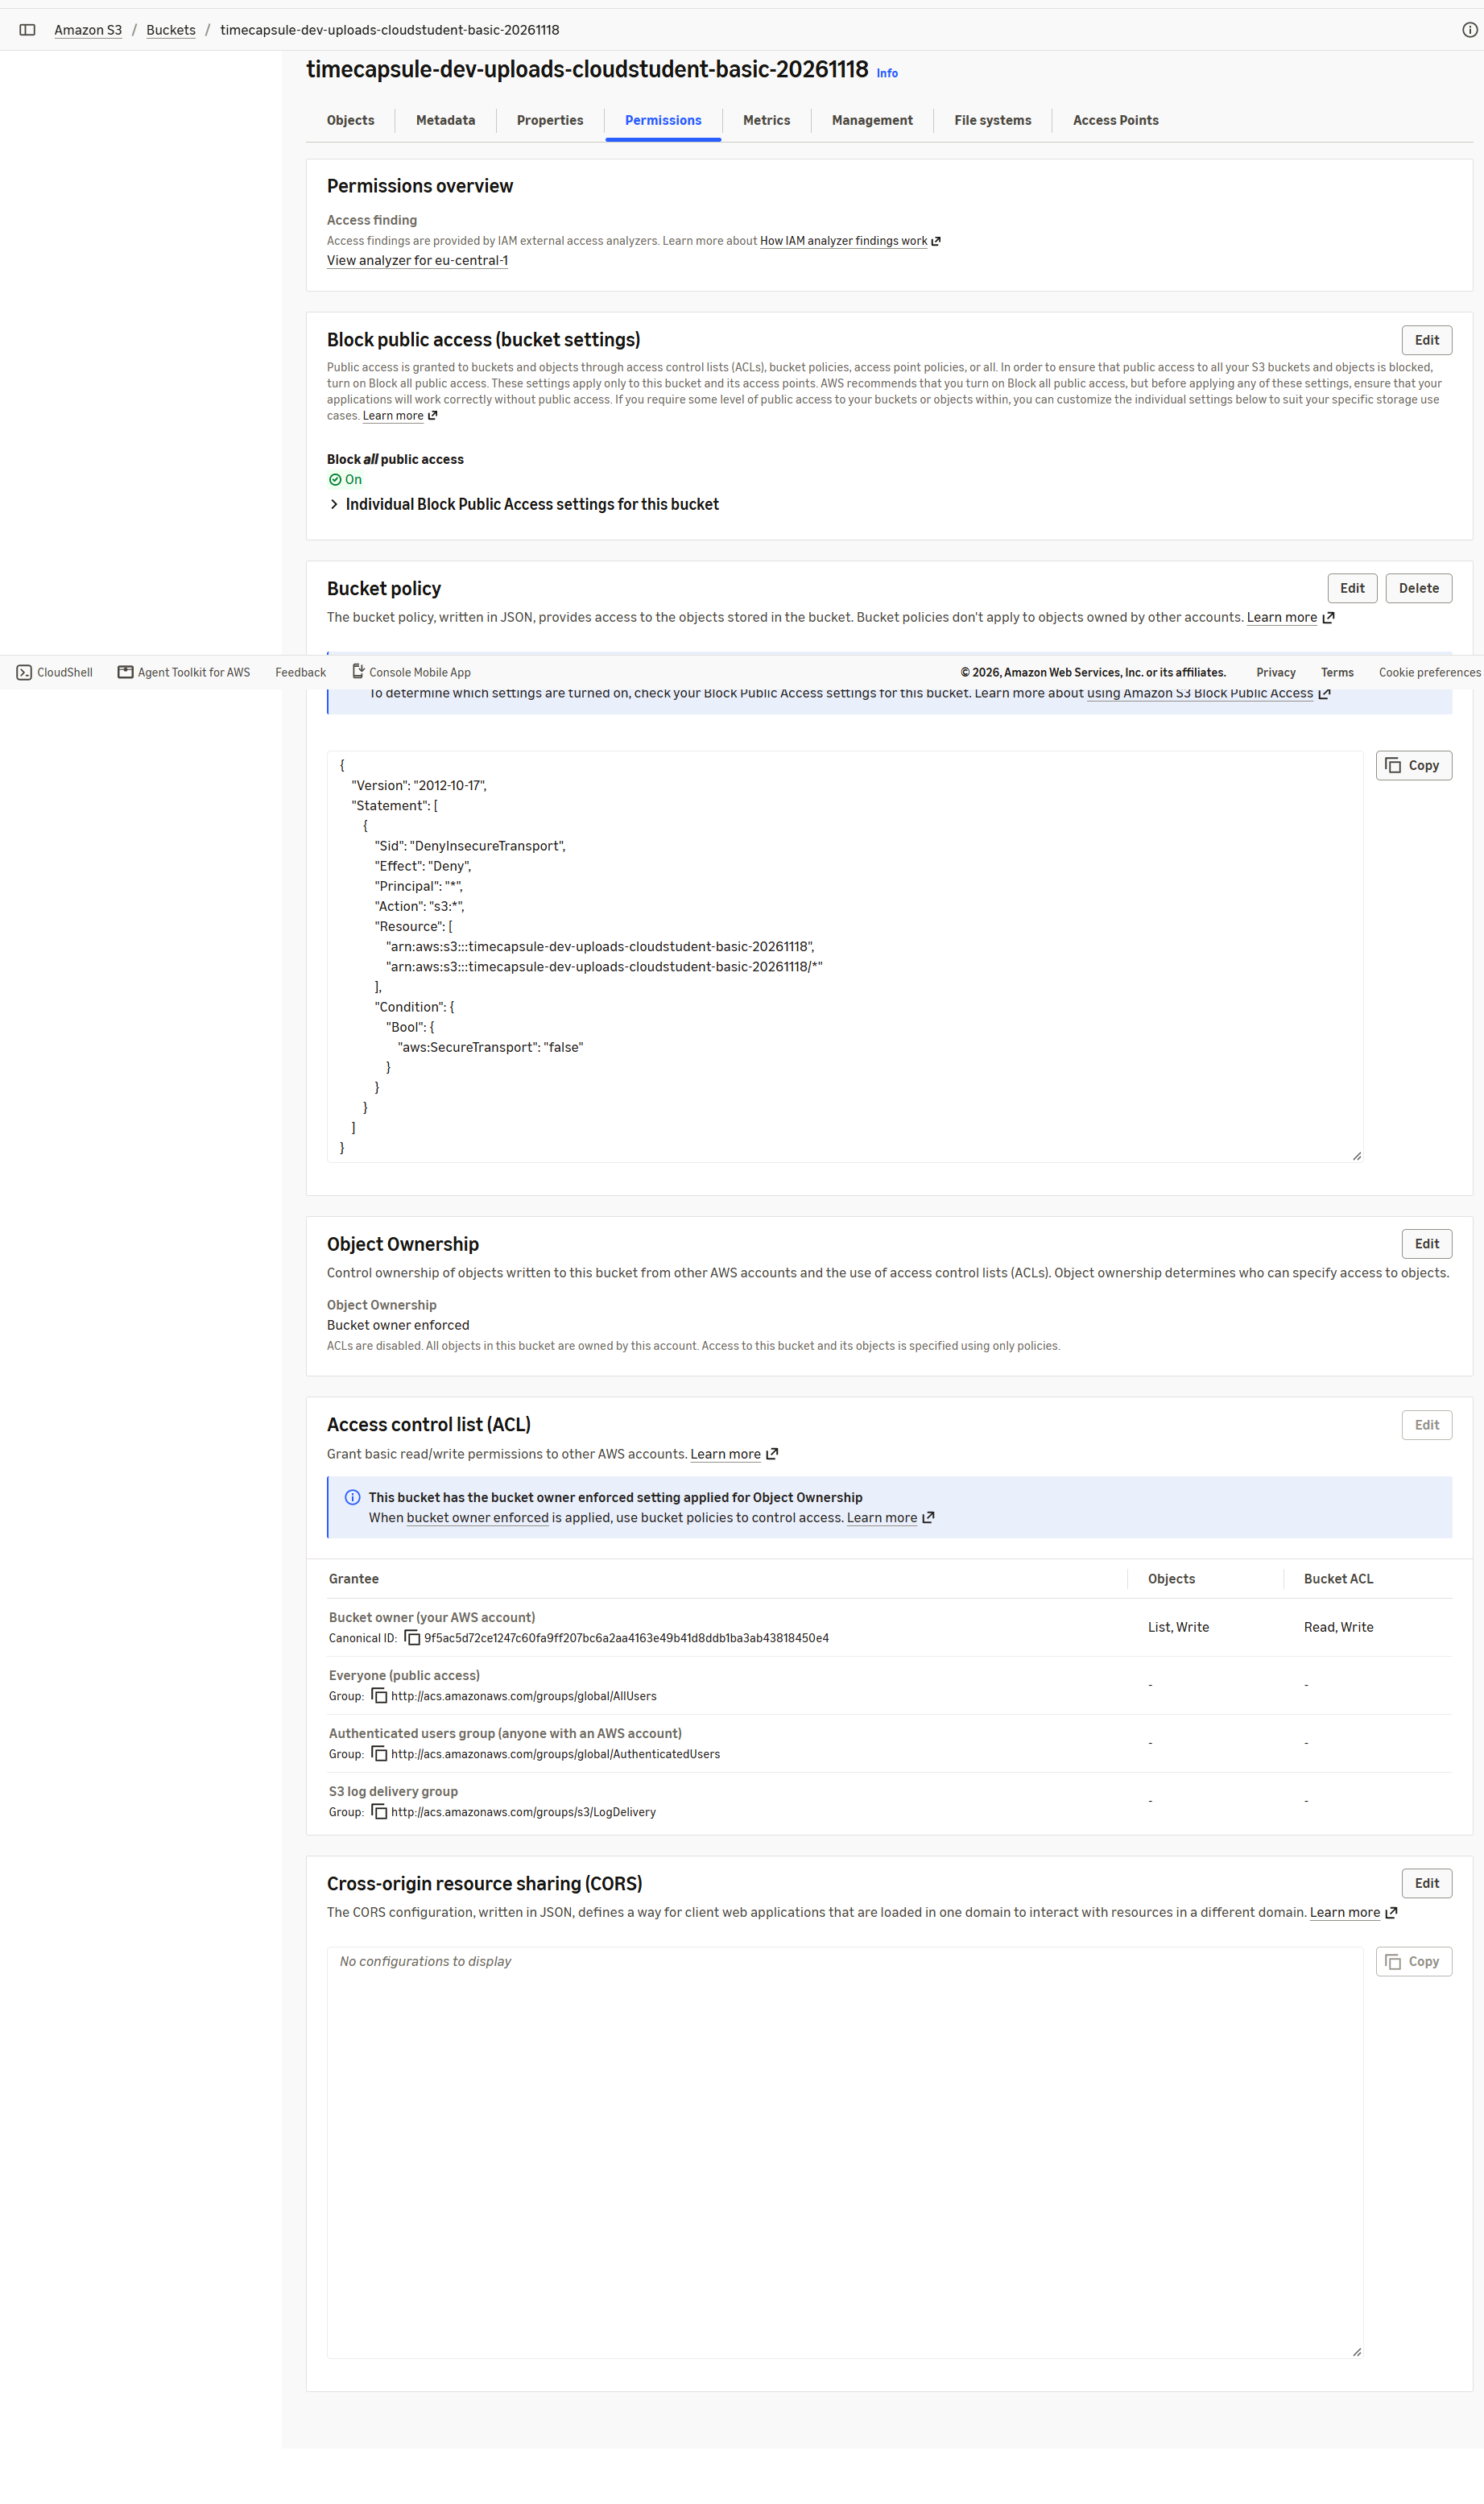 Amazon S3 / Buckets / timecapsule-dev-uploads-cloudstudent-basic-20261118
timecapsule-dev-uploads-cloudstudent-basic-20261118 Info
Objects Metadata Properties Permissions Metrics Management File systems Access Points
Permissions overview
Access finding
Access findings are provided by IAM external access analyzers. Learn more about How IAM analyzer findings work
View analyzer for eu-central-1
Block public access (bucket settings)
Edit
Public access is granted to buckets and objects through access control lists (ACLs), bucket policies, access point policies, or all. In order to ensure that public access to all your S3 buckets and objects is blocked,
turn on Block all public access. These settings apply only to this bucket and its access points. AWS recommends that you turn on Block all public access, but before applying any of these settings, ensure that your
applications will work correctly without public access. If you require some level of public access to your buckets or objects within, you can customize the individual settings below to suit your specific storage use
cases. Learn more
Block all public access
On
Individual Block Public Access settings for this bucket
Bucket policy
Edit Delete
The bucket policy, written in JSON, provides access to the objects stored in the bucket. Bucket policies don't apply to objects owned by other accounts. Learn more
CloudShell Agent Toolkit for AWS Feedback Console Mobile App © 2026, Amazon Web Services, Inc. or its affiliates. Privacy Terms Cookie preferences
To determine which settings are turned on, check your Block Public Access settings for this bucket. Learn more about using Amazon S3 Block Public Access
Copy
{
"Version": "2012-10-17",
"Statement": [
{
"Sid": "DenyInsecureTransport",
"Effect": "Deny",
"Principal": "*",
"Action": "s3:*",
"Resource": [
"arn:aws:s3:::timecapsule-dev-uploads-cloudstudent-basic-20261118",
"arn:aws:s3:::timecapsule-dev-uploads-cloudstudent-basic-20261118/*"
],
"Condition": {
"Bool": {
"aws:SecureTransport": "false"
}
}
}
]
}
Object Ownership
Edit
Control ownership of objects written to this bucket from other AWS accounts and the use of access control lists (ACLs). Object ownership determines who can specify access to objects.
Object Ownership
Bucket owner enforced
ACLs are disabled. All objects in this bucket are owned by this account. Access to this bucket and its objects is specified using only policies.
Access control list (ACL)
Edit
Grant basic read/write permissions to other AWS accounts. Learn more
This bucket has the bucket owner enforced setting applied for Object Ownership
When bucket owner enforced is applied, use bucket policies to control access. Learn more
Grantee Objects Bucket ACL
Bucket owner (your AWS account)
Canonical ID: 9f5ac5d72ce1247c60fa9ff207bc6a2aa4163e49b41d8ddb1ba3ab43818450e4
List, Write Read, Write
Everyone (public access)
Group: http://acs.amazonaws.com/groups/global/AllUsers
- -
Authenticated users group (anyone with an AWS account)
Group: http://acs.amazonaws.com/groups/global/AuthenticatedUsers
- -
S3 log delivery group
Group: http://acs.amazonaws.com/groups/s3/LogDelivery
- -
Cross-origin resource sharing (CORS)
Edit
The CORS configuration, written in JSON, defines a way for client web applications that are loaded in one domain to interact with resources in a different domain. Learn more
No configurations to display
Copy